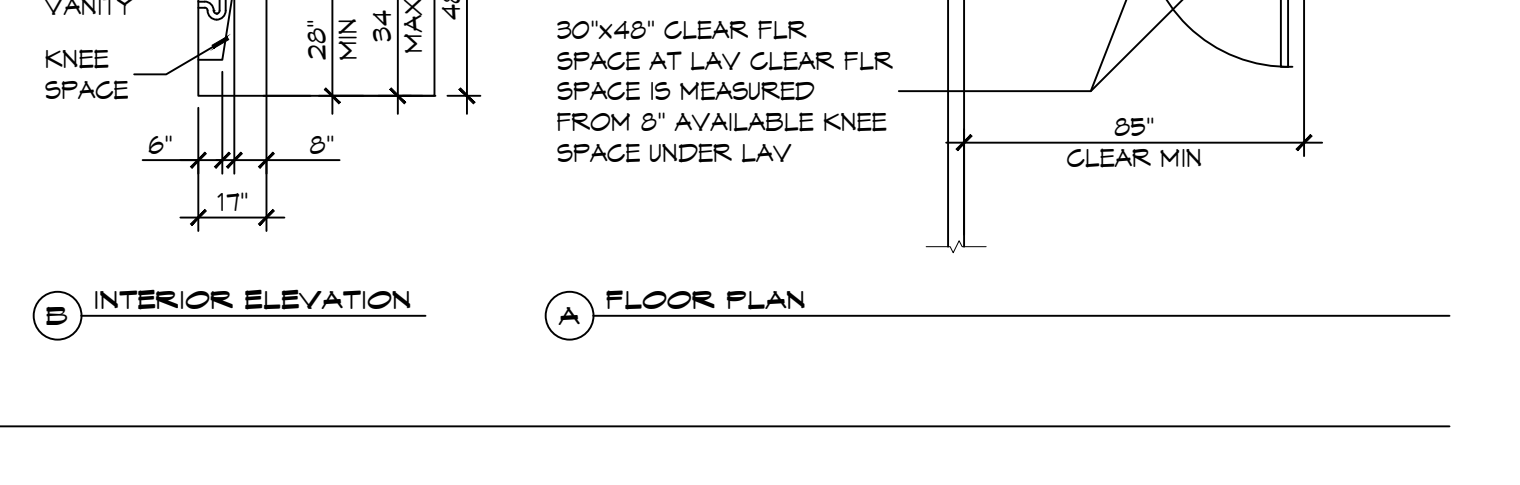 VANITY
KNEE
SPACE
28"
MIN
34
MAX
48
6"
8"
17"
B INTERIOR ELEVATION
30"x48" CLEAR FLR
SPACE AT LAV CLEAR FLR
SPACE IS MEASURED
FROM 8" AVAILABLE KNEE
SPACE UNDER LAV
85"
CLEAR MIN
A FLOOR PLAN